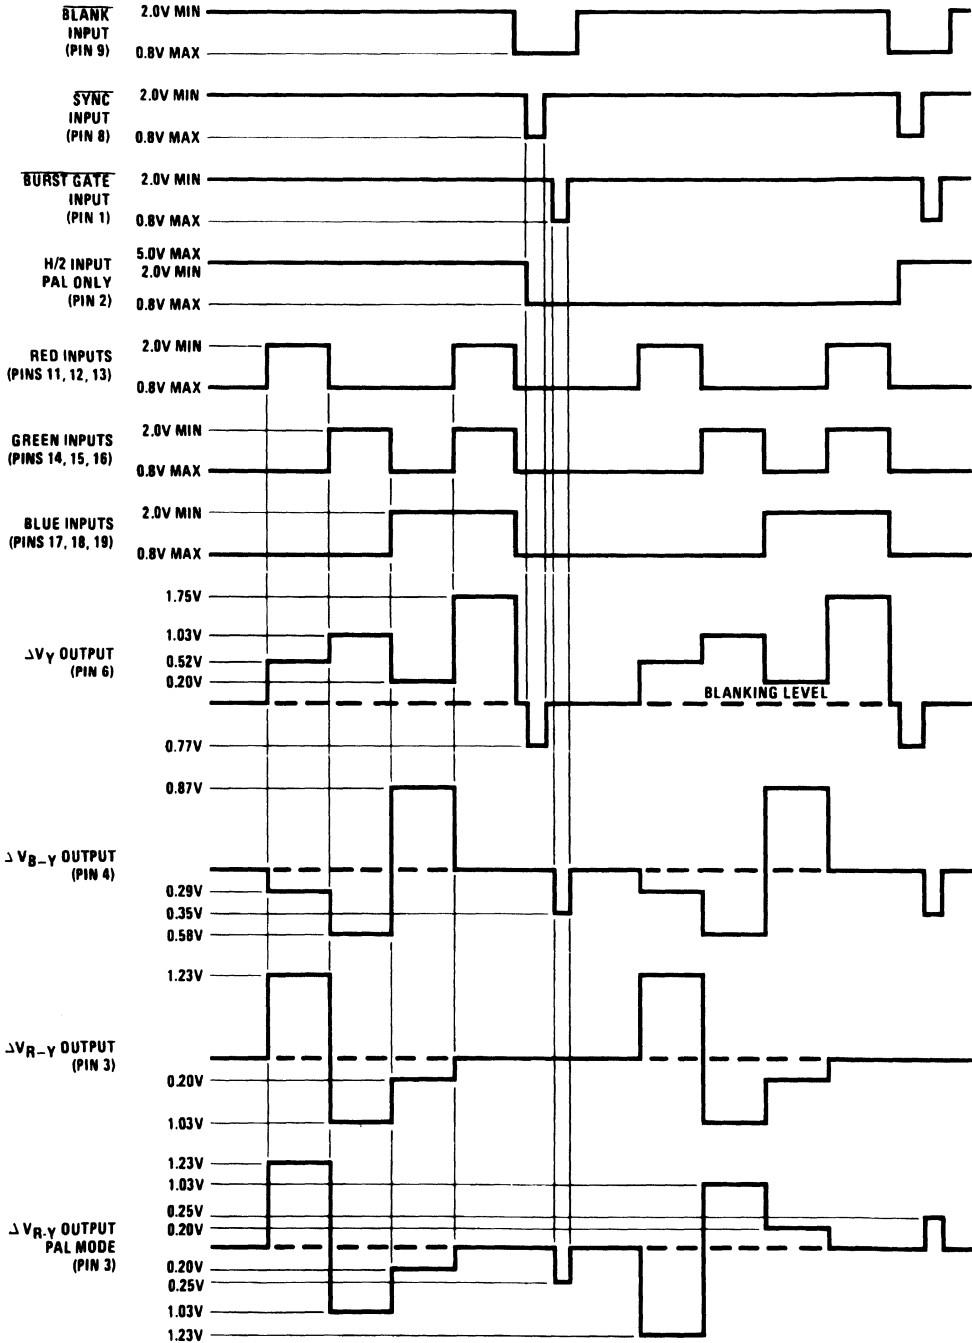 BLANK
INPUT
(PIN 9)
2.0V MIN
0.8V MAX
SYNC
INPUT
(PIN 8)
2.0V MIN
0.8V MAX
BURST GATE
INPUT
(PIN 1)
2.0V MIN
0.8V MAX
H/2 INPUT
PAL ONLY
(PIN 2)
5.0V MAX
2.0V MIN
0.8V MAX
RED INPUTS
(PINS 11, 12, 13)
2.0V MIN
0.8V MAX
GREEN INPUTS
(PINS 14, 15, 16)
2.0V MIN
0.8V MAX
BLUE INPUTS
(PINS 17, 18, 19)
2.0V MIN
0.8V MAX
ΔVY OUTPUT
(PIN 6)
1.75V
1.03V
0.52V
0.20V
BLANKING LEVEL
0.77V
Δ VB–Y OUTPUT
(PIN 4)
0.87V
0.29V
0.35V
0.58V
ΔVR–Y OUTPUT
(PIN 3)
1.23V
0.20V
1.03V
Δ VR-Y OUTPUT
PAL MODE
(PIN 3)
1.23V
1.03V
0.25V
0.20V
0.20V
0.25V
1.03V
1.23V